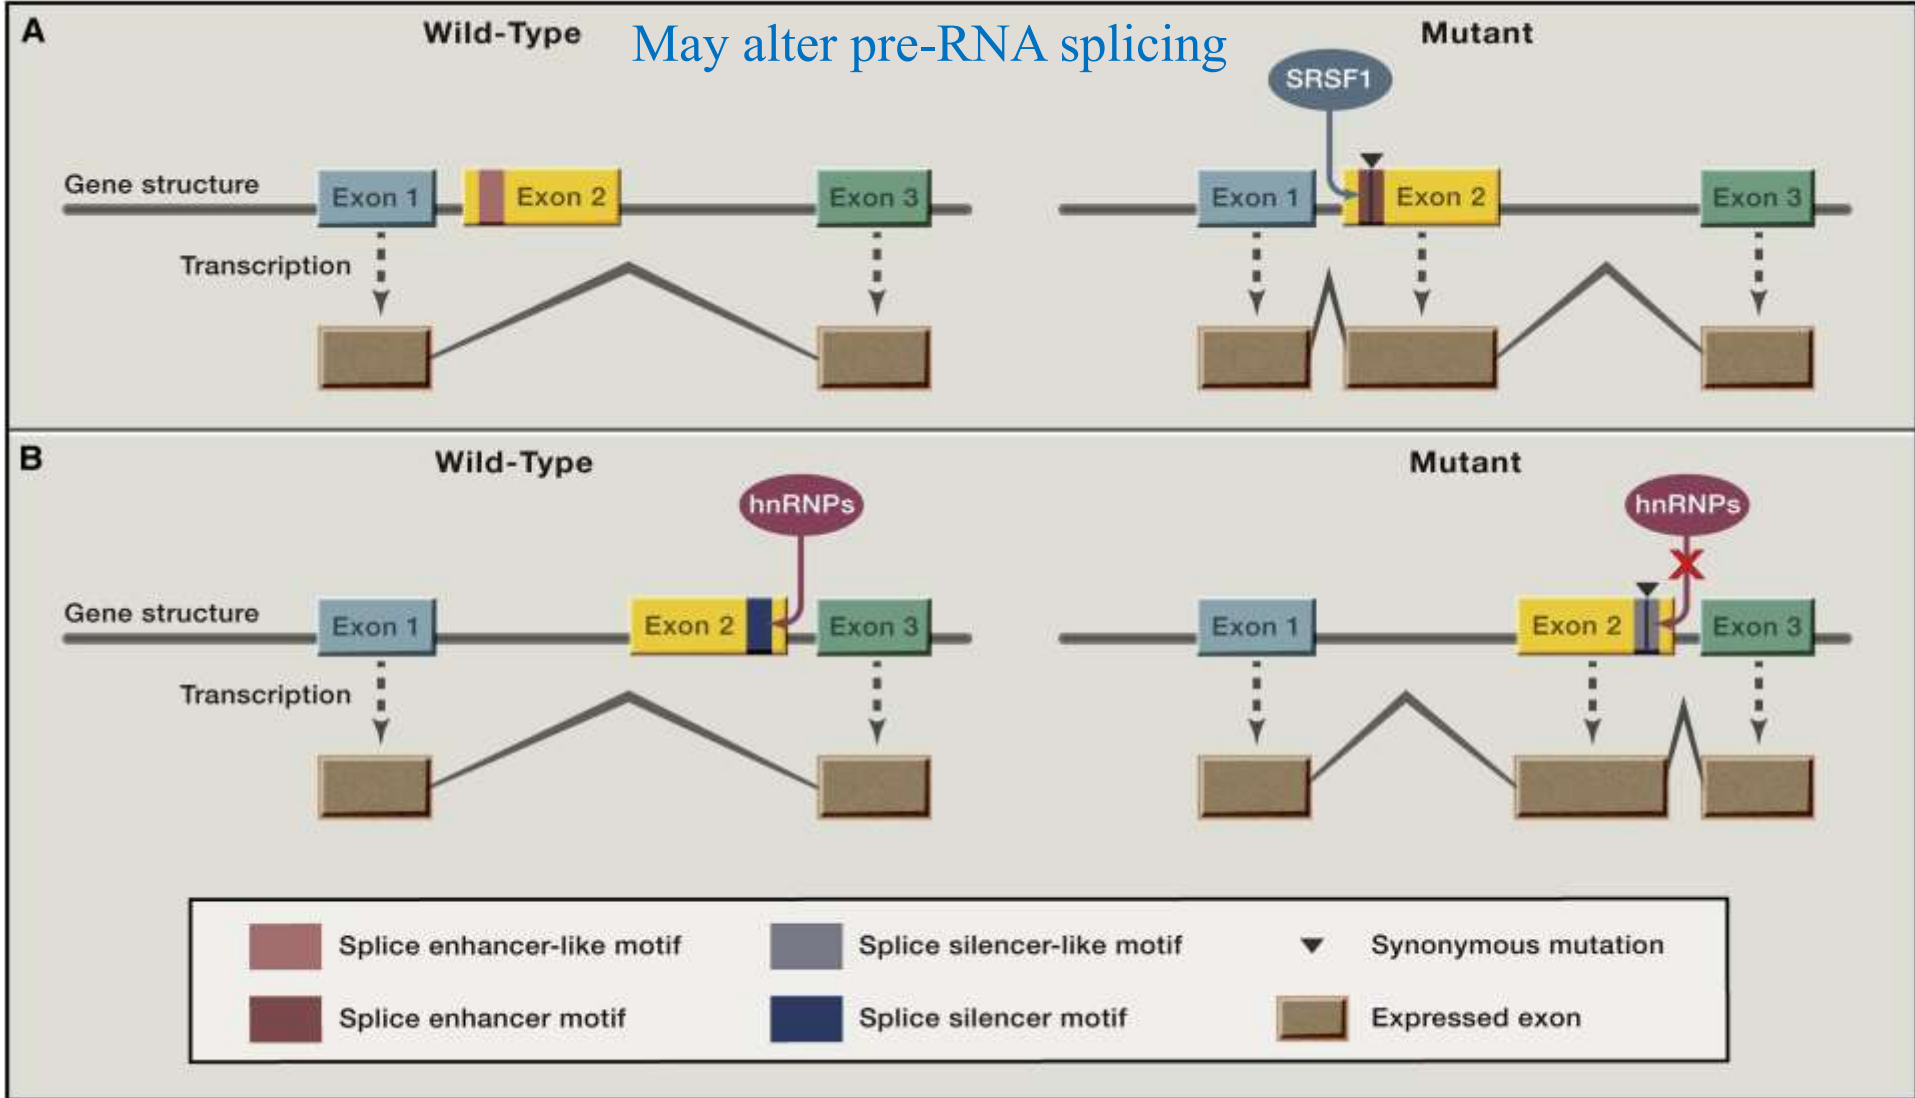 A
Wild-Type
May alter pre-RNA splicing
Mutant
SRSF1
Gene structure
Exon 1
Exon 2
Exon 3
Exon 1
Exon 2
Exon 3
Transcription
B
Wild-Type
Mutant
hnRNPs
hnRNPs
X
Gene structure
Exon 1
Exon 2
Exon 3
Exon 1
Exon 2
Exon 3
Transcription
Splice enhancer-like motif
Splice silencer-like motif
Synonymous mutation
Splice enhancer motif
Splice silencer motif
Expressed exon